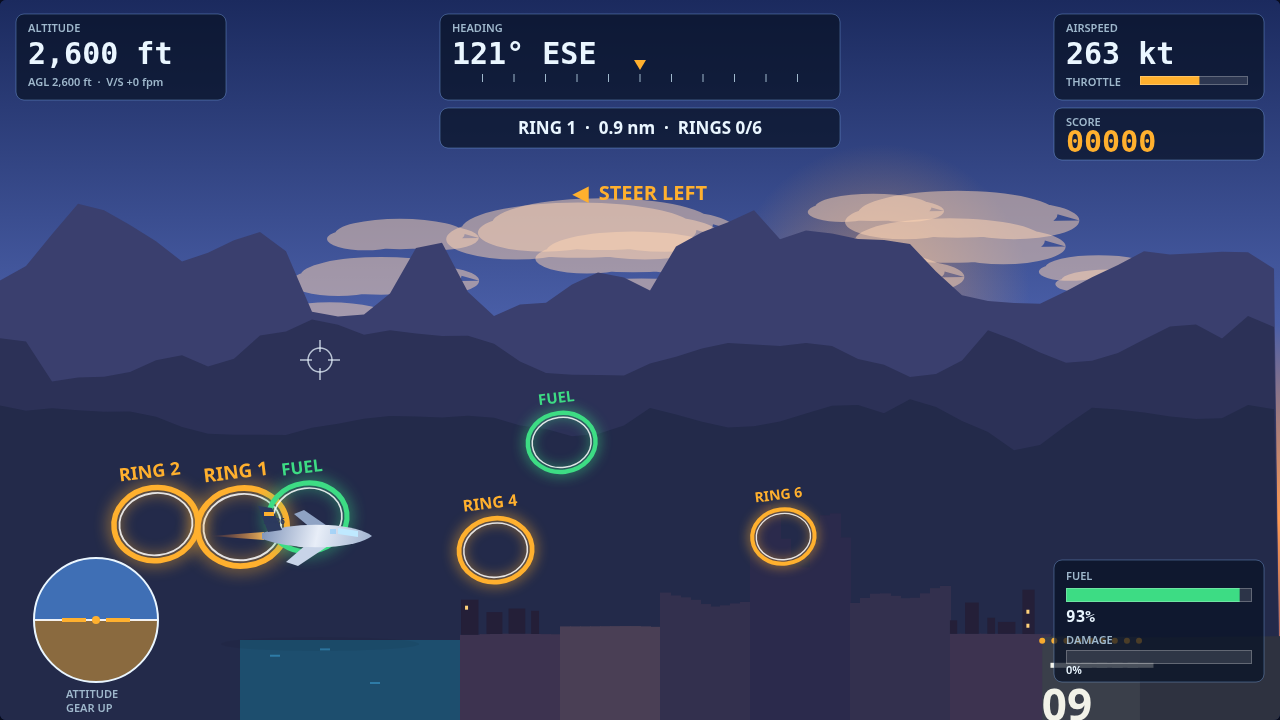 ALTITUDE
2,600 ft
AGL 2,600 ft · V/S +0 fpm
HEADING
121° ESE
RING 1 · 0.9 nm · RINGS 0/6
AIRSPEED
263 kt
THROTTLE
SCORE
00000
◀ STEER LEFT
FUEL
RING 2
RING 1
FUEL
RING 4
RING 6
ATTITUDE
GEAR UP
FUEL
93%
DAMAGE
0%
09